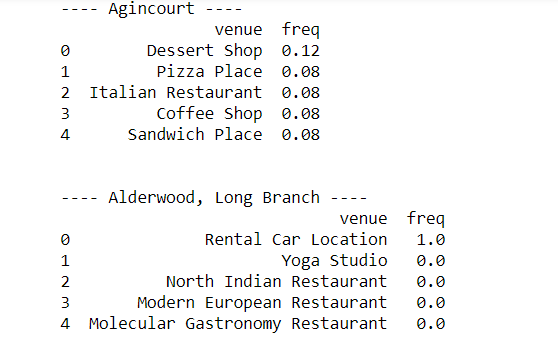 ---- Agincourt ----
venue freq
0 Dessert Shop 0.12
1 Pizza Place 0.08
2 Italian Restaurant 0.08
3 Coffee Shop 0.08
4 Sandwich Place 0.08
---- Alderwood, Long Branch ----
venue freq
0 Rental Car Location 1.0
1 Yoga Studio 0.0
2 North Indian Restaurant 0.0
3 Modern European Restaurant 0.0
4 Molecular Gastronomy Restaurant 0.0